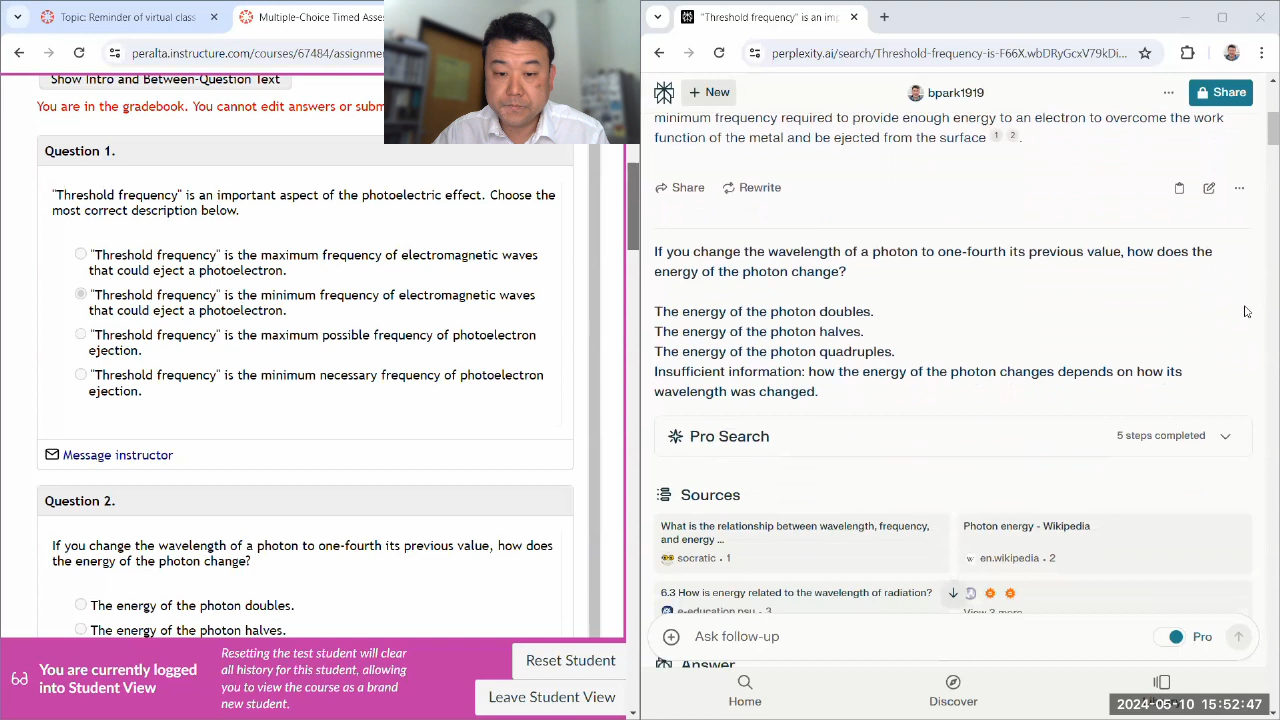 Topic Reminder of virtual class
Multiple-Choice Timed Asse
peralta.instructure.com/courses/67484/assignme
Show Intro and Between-Question Text
You are in the gradebook. You cannot edit answers or subm
Question 1.
"Threshold frequency" is an important aspect of the photoelectric effect. Choose the
most correct description below.
"Threshold frequency" is the maximum frequency of electromagnetic waves
that could eject a photoelectron.
"Threshold frequency" is the minimum frequency of electromagnetic waves
that could eject a photoelectron.
"Threshold frequency" is the maximum possible frequency of photoelectron
ejection.
"Threshold frequency" is the minimum necessary frequency of photoelectron
ejection.
Message instructor
Question 2.
If you change the wavelength of a photon to one-fourth its previous value, how does
the energy of the photon change?
The energy of the photon doubles.
The energy of the photon halves.
You are currently logged
into Student View
Resetting the test student will clear
all history for this student, allowing
you to view the course as a brand
new student.
Reset Student
Leave Student View
"Threshold frequency" is an imp
perplexity.ai/search/Threshold-frequency-is-F66X.wbDRyGca79kDi...
New
bpark1919
Share
minimum frequency required to provide enough energy to an electron to overcome the work
function of the metal and be ejected from the surface 1 2 .
Share
Rewrite
If you change the wavelength of a photon to one-fourth its previous value, how does the
energy of the photon change?
The energy of the photon doubles.
The energy of the photon halves.
The energy of the photon quadruples.
Insufficient information: how the energy of the photon changes depends on how its
wavelength was changed.
Pro Search
5 steps completed
Sources
What is the relationship between wavelength, frequency,
and energy ...
socratic · 1
Photon energy - Wikipedia
W en.wikipedia · 2
6.3 How is energy related to the wavelength of radiation?
e-education.psu · 3
View 2 more
Ask follow-up
Pro
Answer
Home
Discover
2024-05-10 15:52:47